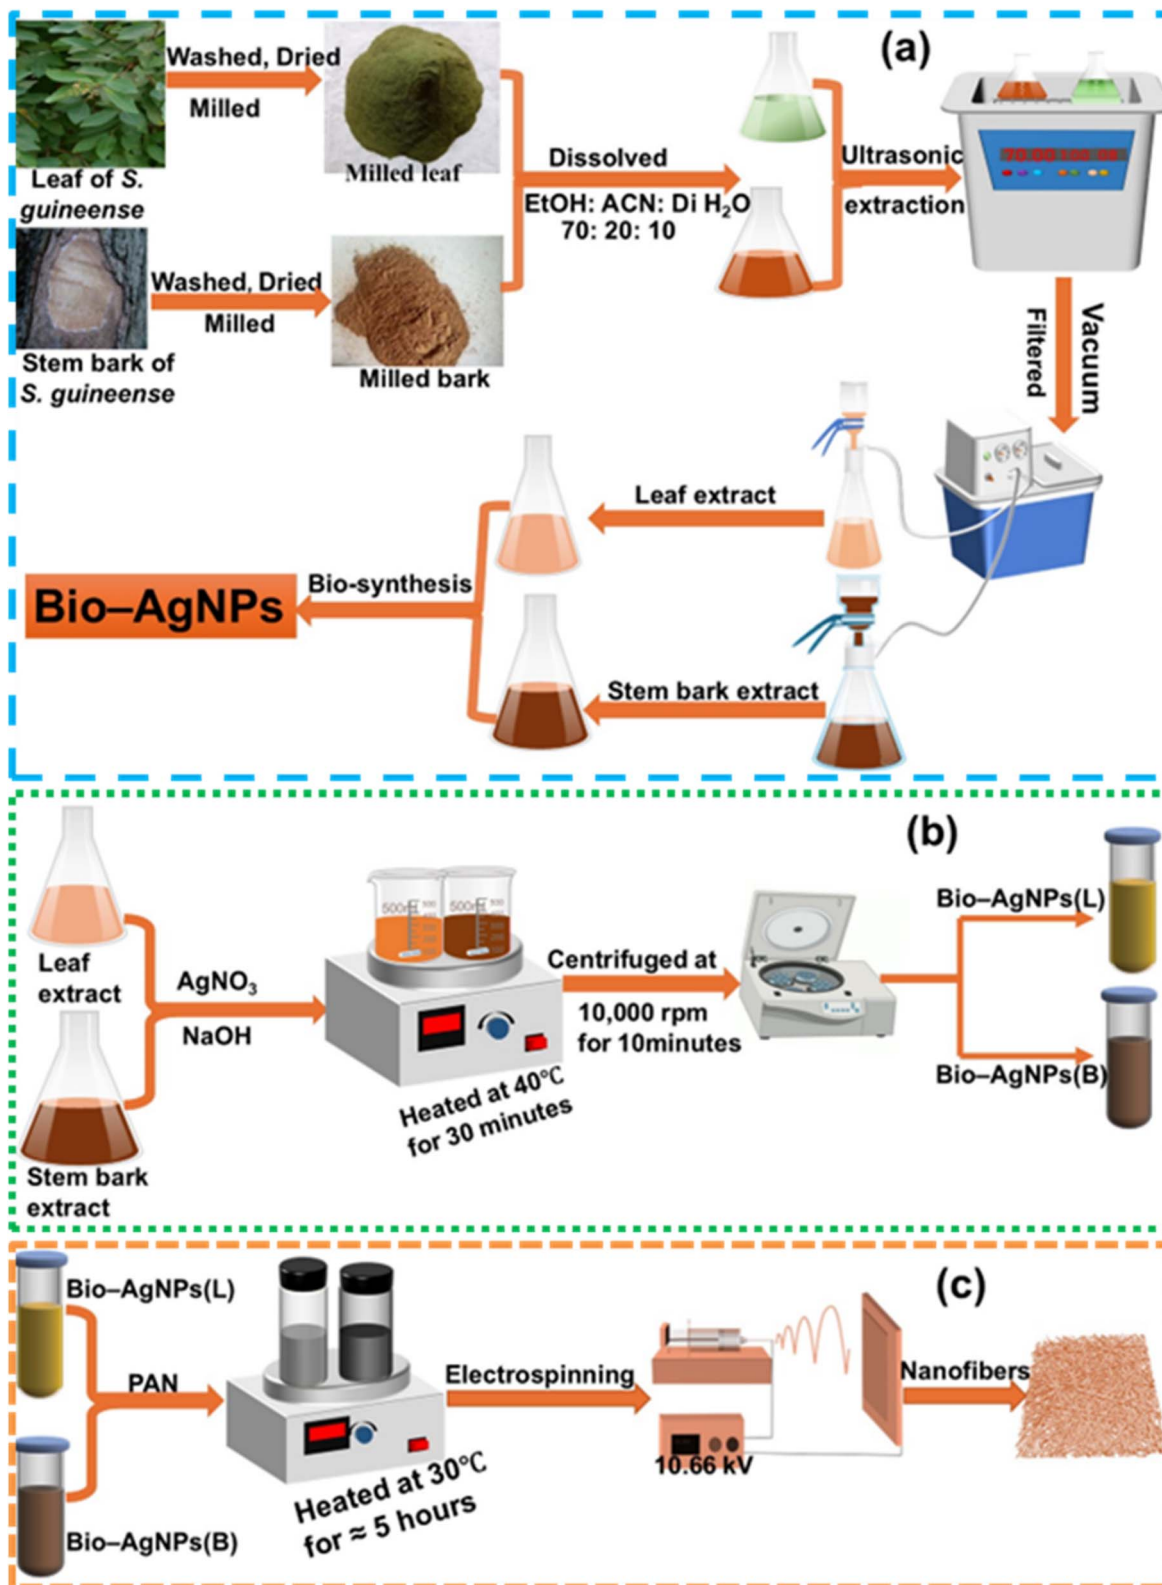 (a)
Washed, Dried
Milled
Leaf of S.
guineense
Milled leaf
Dissolved
EtOH: ACN: Di H₂O
70: 20: 10
Ultrasonic
extraction
Washed, Dried
Milled
Stem bark of
S. guineense
Milled bark
Vacuum
Filtered
Leaf extract
Bio-synthesis
Bio–AgNPs
Stem bark extract
(b)
Leaf
extract
AgNO₃
NaOH
Stem bark
extract
500m
Heated at 40℃
for 30 minutes
Centrifuged at
10,000 rpm
for 10minutes
Bio–AgNPs(L)
Bio–AgNPs(B)
(c)
Bio–AgNPs(L)
PAN
Bio–AgNPs(B)
Heated at 30℃
for ≈ 5 hours
Electrospinning
10.66 kV
Nanofibers